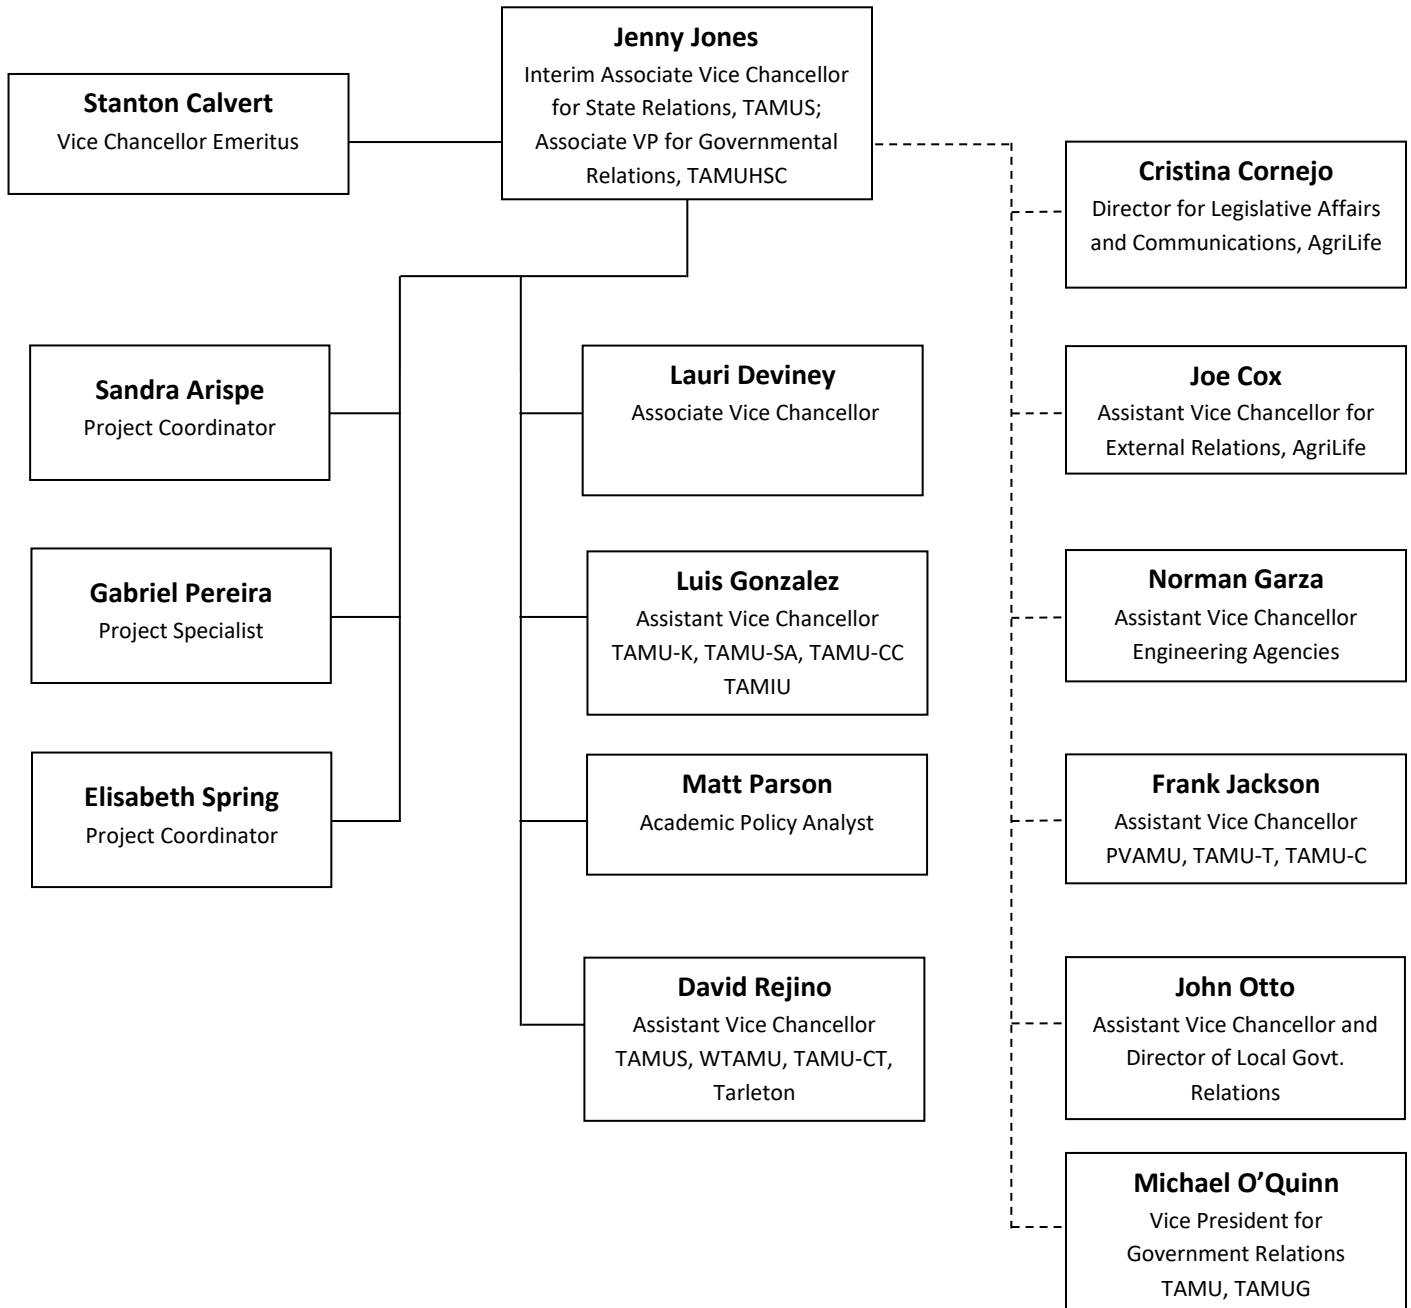 Jenny Jones
Interim Associate Vice Chancellor
for State Relations, TAMUS;
Associate VP for Governmental
Relations, TAMUHSC
Stanton Calvert
Vice Chancellor Emeritus
Cristina Cornejo
Director for Legislative Affairs
and Communications, AgriLife
Sandra Arispe
Project Coordinator
Lauri Deviney
Associate Vice Chancellor
Joe Cox
Assistant Vice Chancellor for
External Relations, AgriLife
Gabriel Pereira
Project Specialist
Luis Gonzalez
Assistant Vice Chancellor
TAMU-K, TAMU-SA, TAMU-CC
TAMIU
Norman Garza
Assistant Vice Chancellor
Engineering Agencies
Elisabeth Spring
Project Coordinator
Matt Parson
Academic Policy Analyst
Frank Jackson
Assistant Vice Chancellor
PVAMU, TAMU-T, TAMU-C
David Rejino
Assistant Vice Chancellor
TAMUS, WTAMU, TAMU-CT,
Tarleton
John Otto
Assistant Vice Chancellor and
Director of Local Govt.
Relations
Michael O’Quinn
Vice President for
Government Relations
TAMU, TAMUG